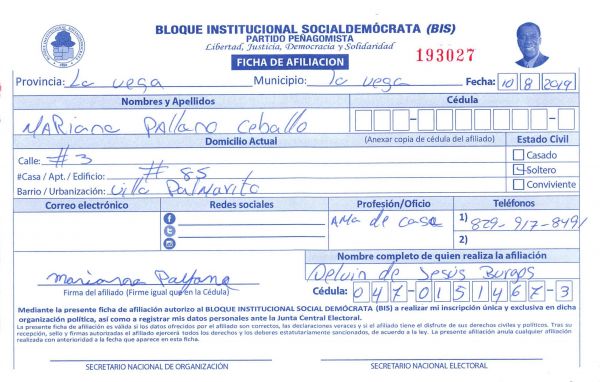 BLOQUE INSTITUCIONAL SOCIALDEMÓCRATA (BIS)
PARTIDO PEÑAGOMISTA
Libertad, Justicia, Democracia y Solidaridad
FICHA DE AFILIACION
193027
Provincia: La vega Municipio: la vega Fecha: 10 8 2019
Nombres y Apellidos Cédula
MARiana PAllano Ceballo
Domicilio Actual (Anexar copia de cédula del afiliado) Estado Civil
Calle: #3 Casado
#Casa / Apt. / Edificio: # 85 Soltero
Barrio / Urbanización: Villa Palmarito Conviviente
Correo electrónico Redes sociales Profesión/Oficio Teléfonos
AMa de casa 1) 829-917-8491
2)
Nombre completo de quien realiza la afiliación
Mariana Pallano Deluin de Jesús Burgos
Firma del afiliado (Firme igual que en la Cédula) Cédula: 047-0151467-3
Mediante la presente ficha de afiliación autorizo al BLOQUE INSTITUCIONAL SOCIAL DEMÓCRATA (BIS) a realizar mi inscripción única y exclusiva en dicha
organización política, así como a registrar mis datos personales ante la Junta Central Electoral.
La presente ficha de afiliación es válida si los datos ofrecidos por el afiliado son correctos, las declaraciones veraces y si el afiliado tiene el disfrute de sus derechos civiles y políticos. Tras su
recepción, sello y firmas autorizadas el afiliado ejercerá todos los derechos y los deberes estatutariamente sancionados, de acuerdo a la ley. La presente afiliación anula cualquier afiliación
realizada con anterioridad a la fecha que aparece en esta ficha.
SECRETARIO NACIONAL DE ORGANIZACIÓN SECRETARIO NACIONAL ELECTORAL